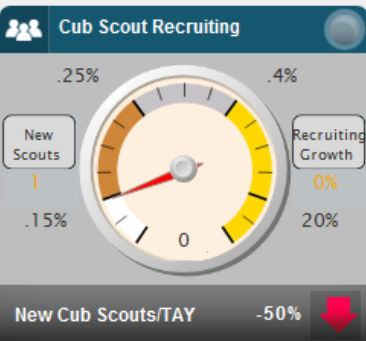 Cub Scout Recruiting
.25% .4%
New
Scouts
1
Recruiting
Growth
0%
.15% 20%
0
New Cub Scouts/TAY -50%